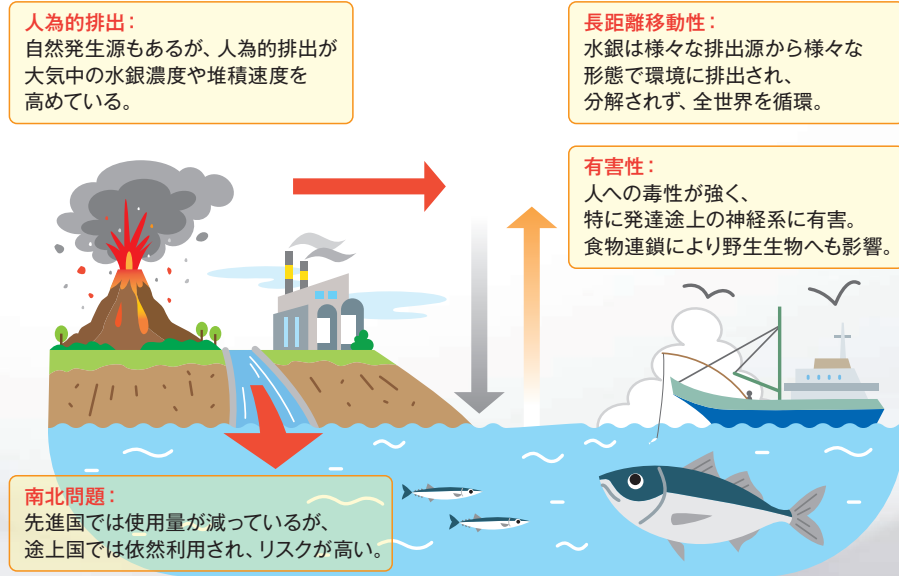 人為的排出：
自然発生源もあるが、人為的排出が
大気中の水銀濃度や堆積速度を
高めている。
長距離移動性：
水銀は様々な排出源から様々な
形態で環境に排出され、
分解されず、全世界を循環。
有害性：
人への毒性が強く、
特に発達途上の神経系に有害。
食物連鎖により野生生物へも影響。
南北問題：
先進国では使用量が減っているが、
途上国では依然利用され、リスクが高い。